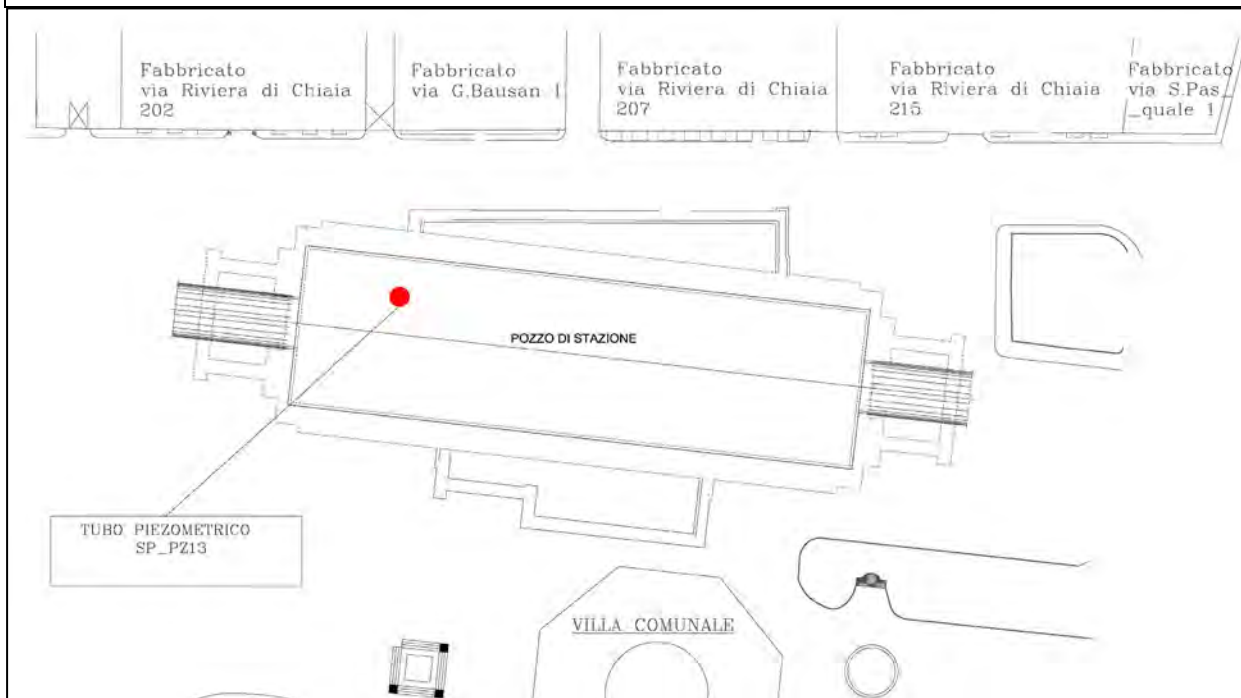 Fabbricato
via Riviera di Chiaia
202
Fabbricato
via G.Bausan 1
Fabbricato
via Riviera di Chiaia
207
Fabbricato
via Riviera di Chiaia
215
Fabbricato
via S.Pas_
_quale 1
POZZO DI STAZIONE
TUBO PIEZOMETRICO
SP_PZ13
VILLA COMUNALE